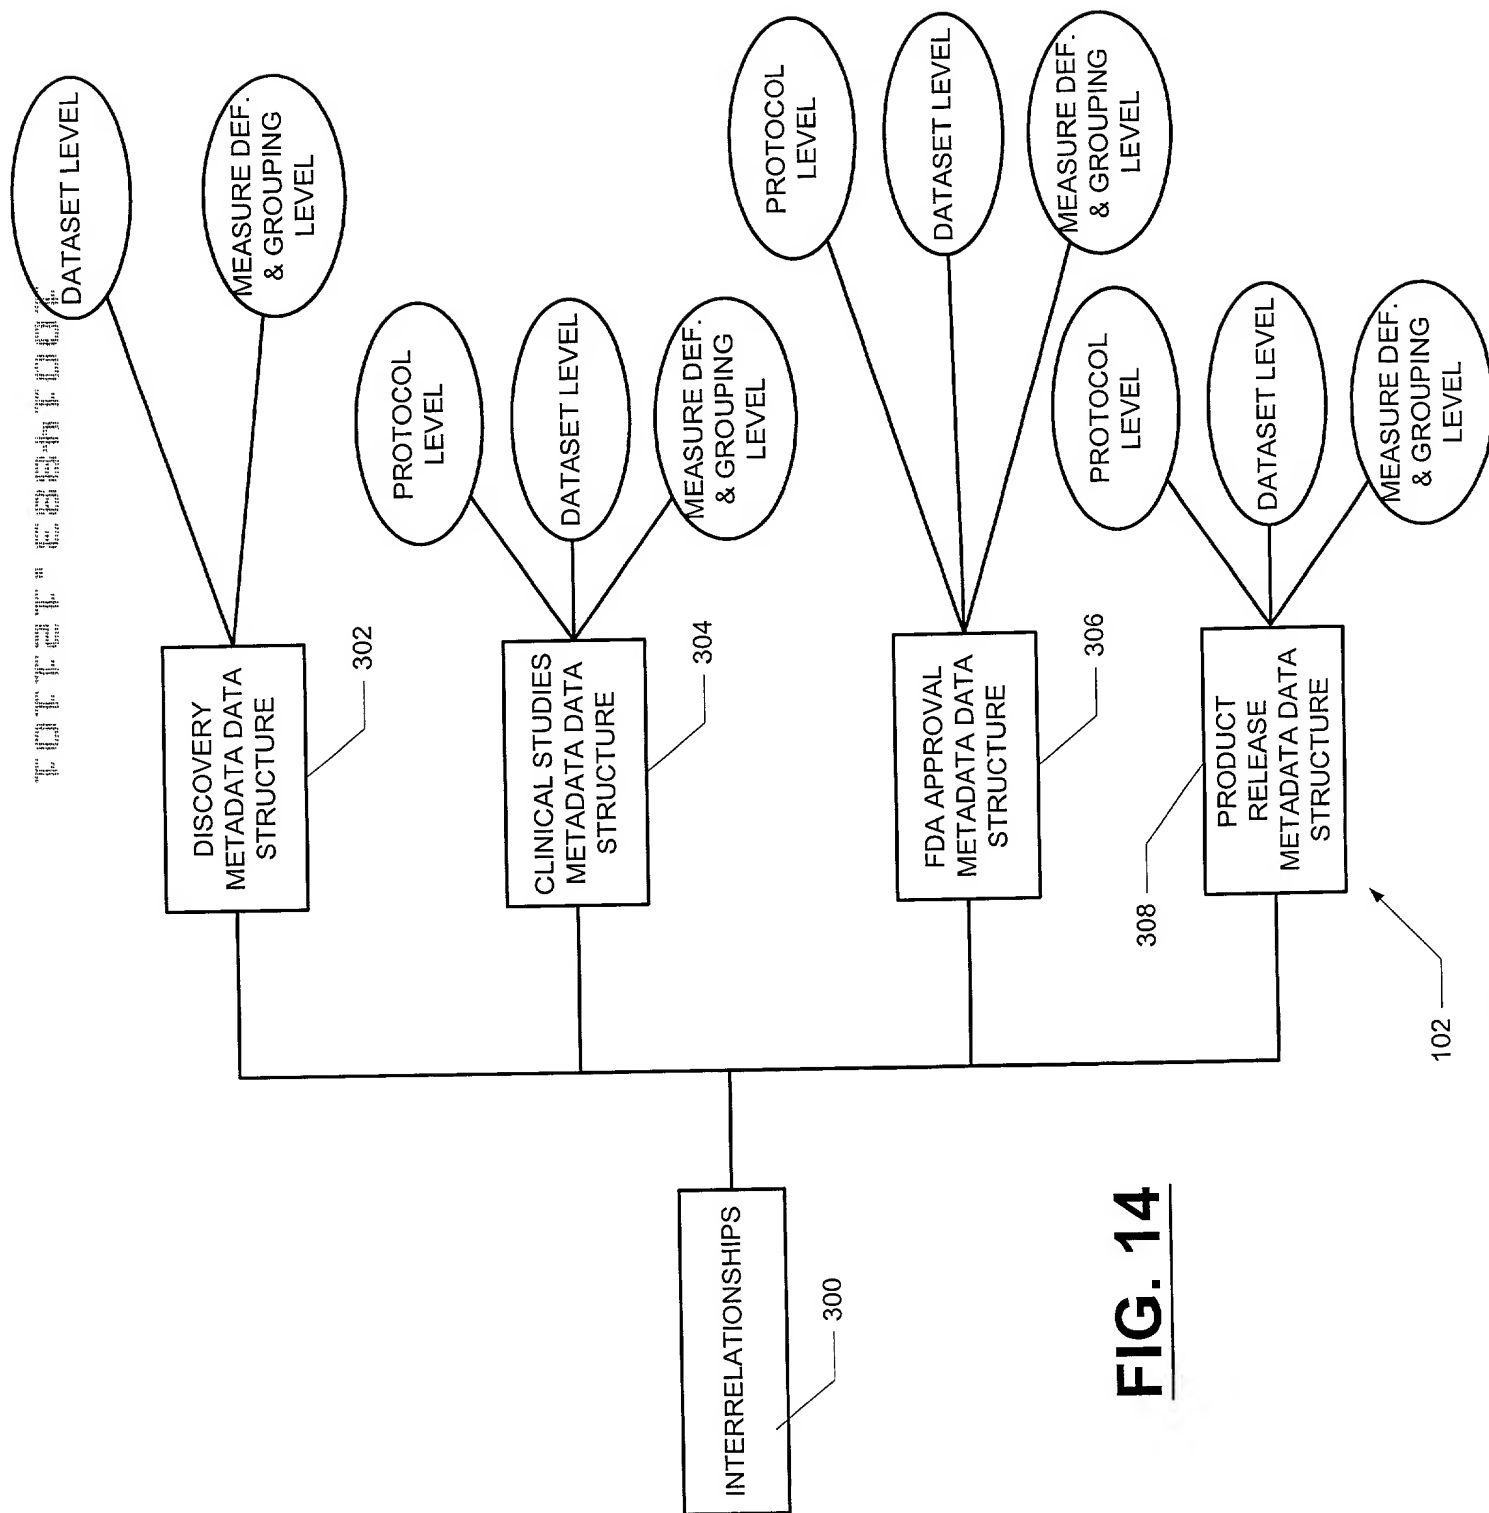 DATASET LEVEL
MEASURE DEF.
& GROUPING
LEVEL
DISCOVERY
METADATA DATA
STRUCTURE
302
PROTOCOL
LEVEL
DATASET LEVEL
MEASURE DEF.
& GROUPING
LEVEL
CLINICAL STUDIES
METADATA DATA
STRUCTURE
304
INTERRELATIONSHIPS
300
PROTOCOL
LEVEL
DATASET LEVEL
MEASURE DEF.
& GROUPING
LEVEL
FDA APPROVAL
METADATA DATA
STRUCTURE
306
PROTOCOL
LEVEL
DATASET LEVEL
MEASURE DEF.
& GROUPING
LEVEL
308
PRODUCT
RELEASE
METADATA DATA
STRUCTURE
102
FIG. 14